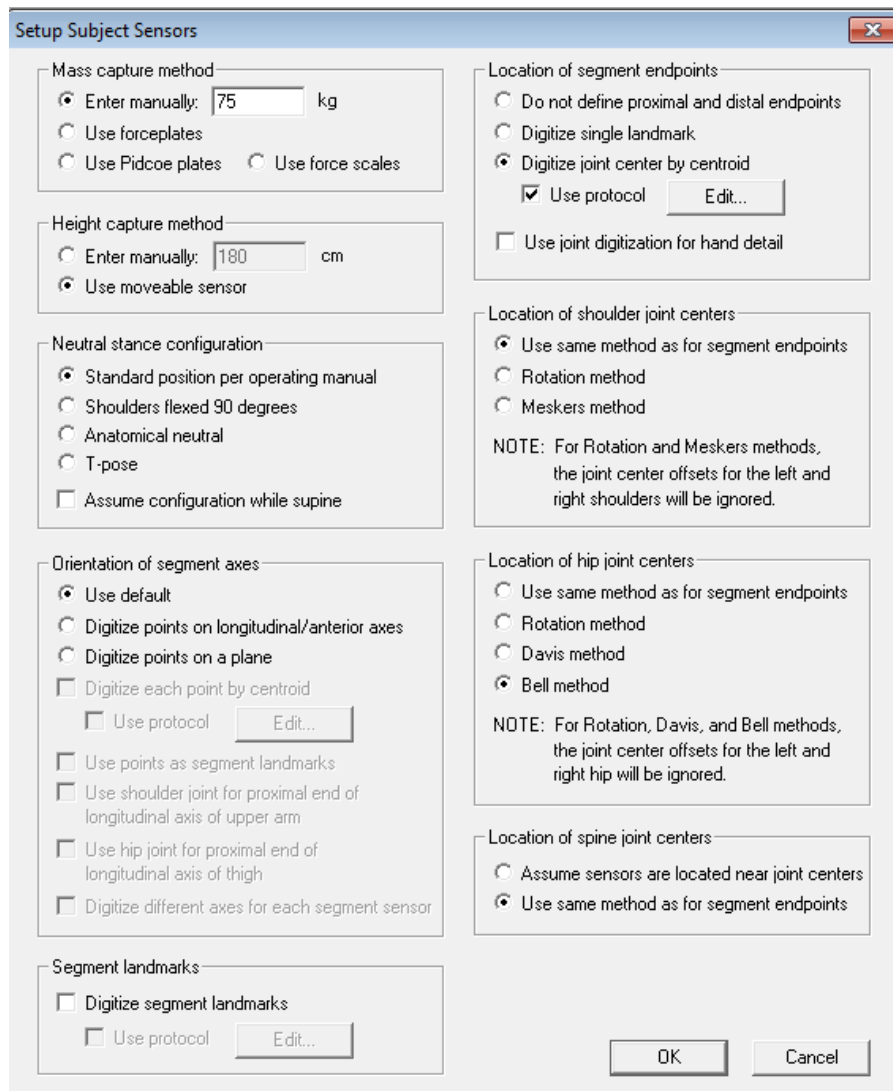 Setup Subject Sensors
Mass capture method
Enter manually: 75 kg
Use forceplates
Use Pidcoe plates Use force scales
Height capture method
Enter manually: 180 cm
Use moveable sensor
Neutral stance configuration
Standard position per operating manual
Shoulders flexed 90 degrees
Anatomical neutral
T-pose
Assume configuration while supine
Orientation of segment axes
Use default
Digitize points on longitudinal/anterior axes
Digitize points on a plane
Digitize each point by centroid
Use protocol Edit...
Use points as segment landmarks
Use shoulder joint for proximal end of
longitudinal axis of upper arm
Use hip joint for proximal end of
longitudinal axis of thigh
Digitize different axes for each segment sensor
Segment landmarks
Digitize segment landmarks
Use protocol Edit...
Location of segment endpoints
Do not define proximal and distal endpoints
Digitize single landmark
Digitize joint center by centroid
Use protocol Edit...
Use joint digitization for hand detail
Location of shoulder joint centers
Use same method as for segment endpoints
Rotation method
Meskers method
NOTE: For Rotation and Meskers methods,
the joint center offsets for the left and
right shoulders will be ignored.
Location of hip joint centers
Use same method as for segment endpoints
Rotation method
Davis method
Bell method
NOTE: For Rotation, Davis, and Bell methods,
the joint center offsets for the left and
right hip will be ignored.
Location of spine joint centers
Assume sensors are located near joint centers
Use same method as for segment endpoints
OK Cancel